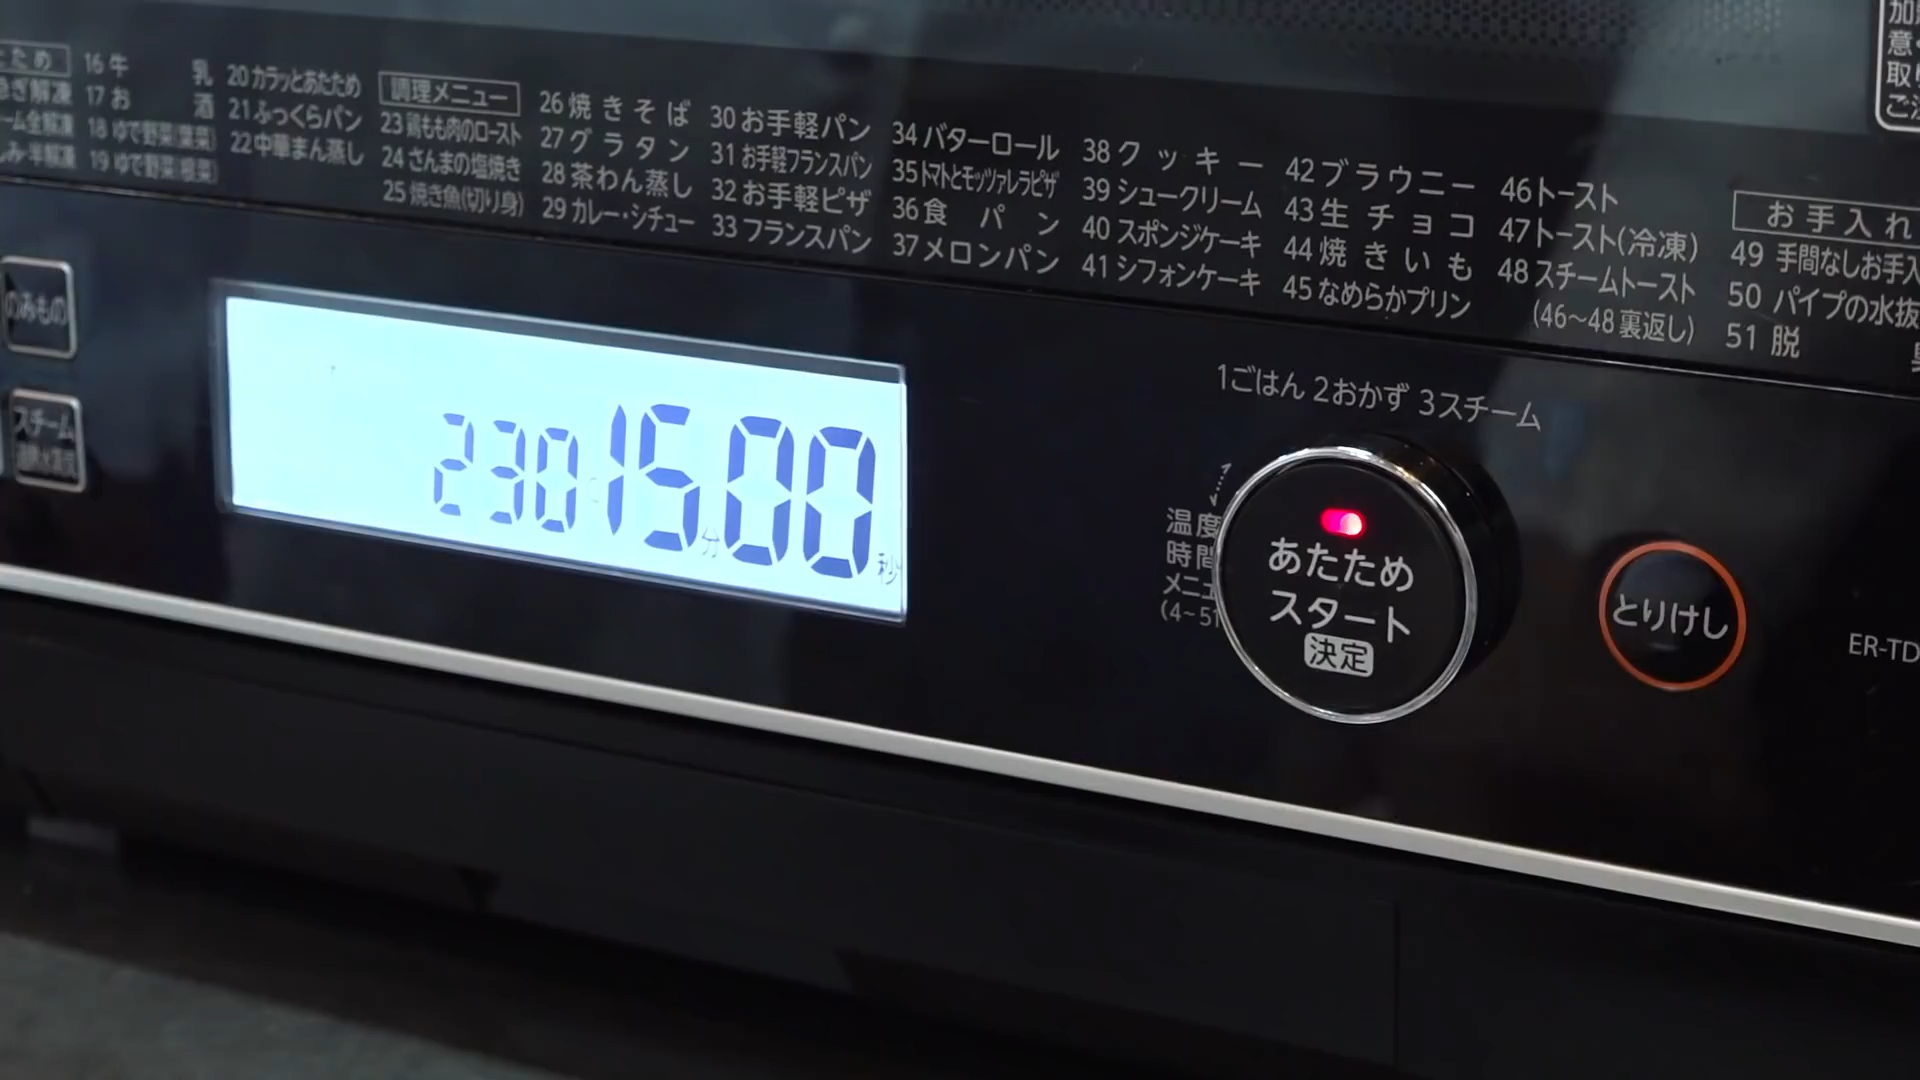 16 牛乳
17 お酒
18 ゆで野菜(葉菜)
19 ゆで野菜(根菜)
20 カラッとあたため
21 ふっくらパン
22 中華まん蒸し
調理メニュー
23 鶏もも肉のロースト
24 さんまの塩焼き
25 焼き魚(切り身)
26 焼きそば
27 グラタン
28 茶わん蒸し
29 カレー・シチュー
30 お手軽パン
31 お手軽フランスパン
32 お手軽ピザ
33 フランスパン
34 バターロール
35 トマトとモッツァレラピザ
36 食パン
37 メロンパン
38 クッキー
39 シュークリーム
40 スポンジケーキ
41 シフォンケーキ
42 ブラウニー
43 生チョコ
44 焼きいも
45 なめらかプリン
46 トースト
47 トースト(冷凍)
48 スチームトースト
(46〜48 裏返し)
お手入れ
49 手間なしお手入
50 パイプの水抜
51 脱
のみもの
スチーム
230 15分00秒
1ごはん 2おかず 3スチーム
温度
時間
メニュ
(4~51
あたため
スタート
決定
とりけし
ER-TD